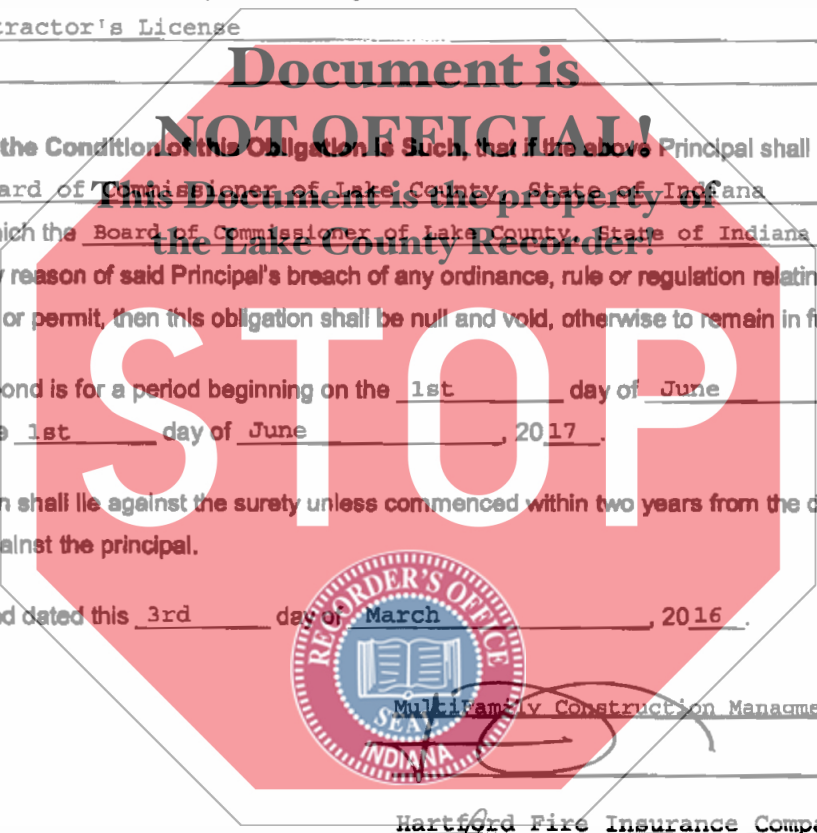 tractor's License
Document is
NOT OFFICIAL!
the Condition of this Obligation is Such, that if the above Principal shall
ard of Commissioner of Lake County, State of Indiana
This Document is the property of
ich the Board of Commissioner of Lake County, State of Indiana
the Lake County Recorder!
reason of said Principal's breach of any ordinance, rule or regulation relatin
or permit, then this obligation shall be null and void, otherwise to remain in f
STOP
ond is for a period beginning on the 1st day of June
e 1st day of June, 2017.
n shall lie against the surety unless commenced within two years from the d
ainst the principal.
d dated this 3rd day of March, 2016.
RECORDER'S OFFICE
SEAL
INDIANA
MultiFamily Construction Managme
Hartford Fire Insurance Compa